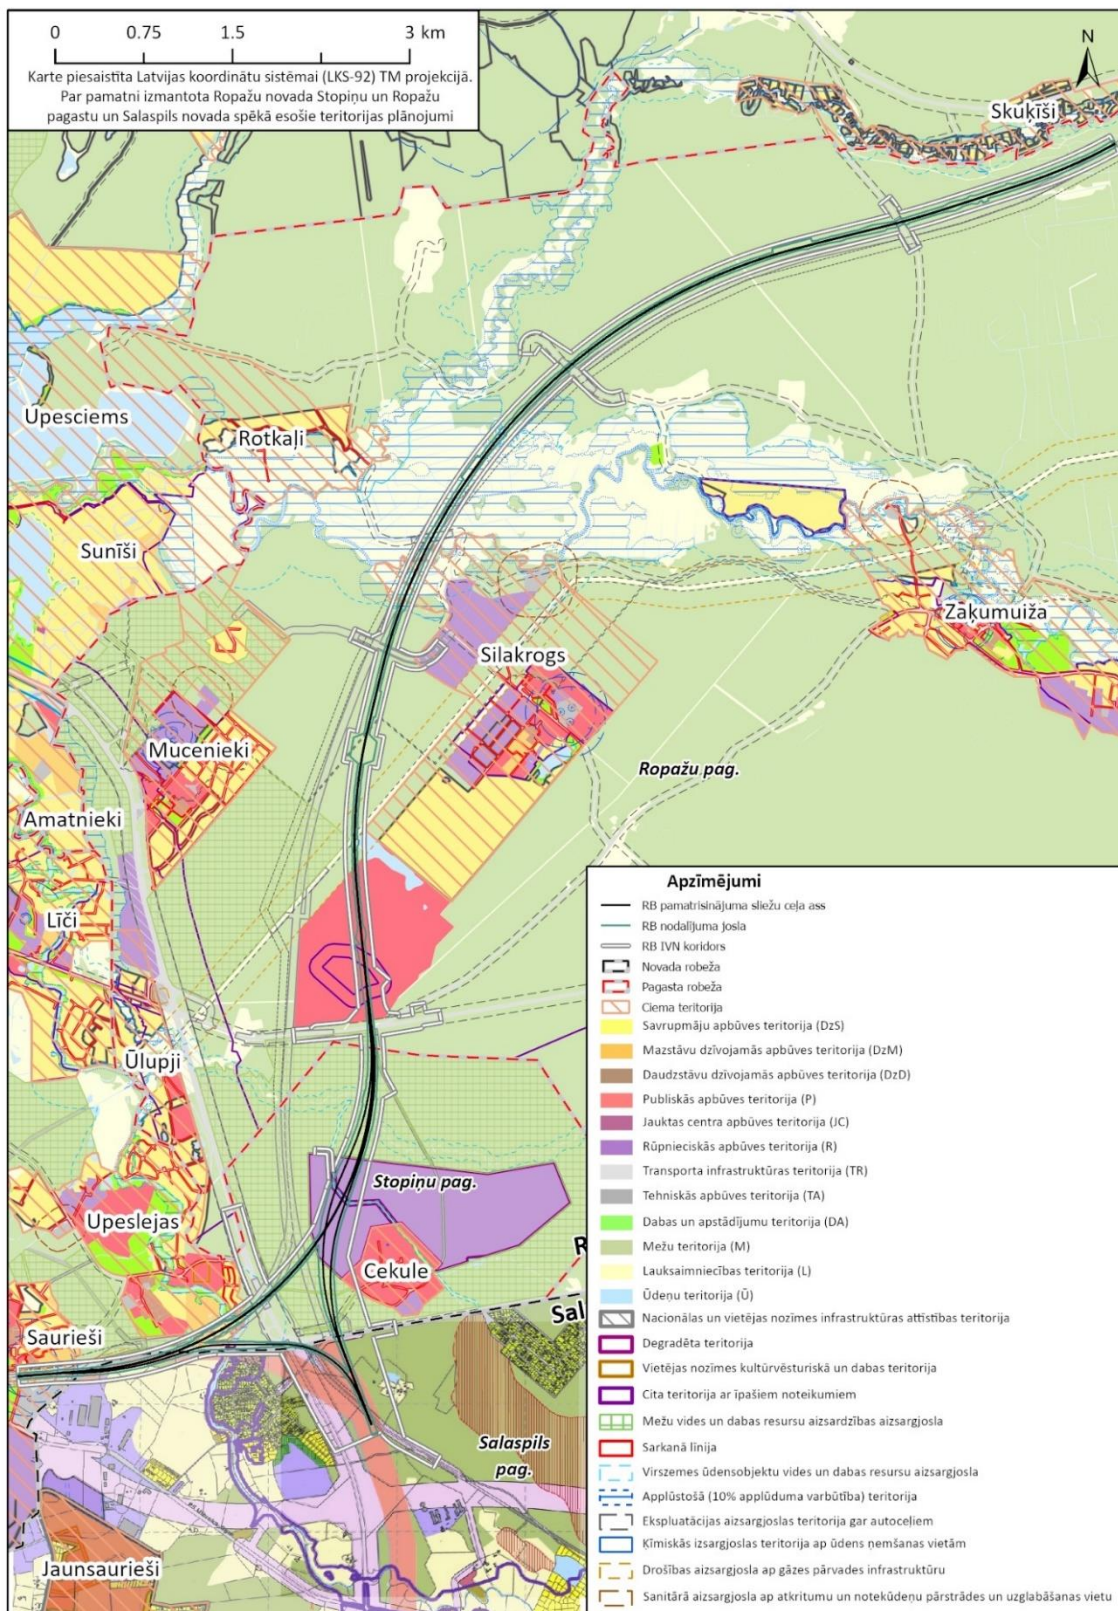 0 0.75 1.5 3 km
Karte piesaistīta Latvijas koordinātu sistēmai (LKS-92) TM projekcijā.
Par pamatni izmantota Ropažu novada Stopiņu un Ropažu
pagastu un Salaspils novada spēkā esošie teritorijas plānojumi
N
Skuķīši
Upesciems
Rotkaļi
Sunīši
Zaķumuiža
Silakrogs
Mucenieki
Ropažu pag.
Amatnieki
Līči
Ūlupji
Stopiņu pag.
Upeslejas
Cekule
R
Sal
Saurieši
Salaspils
pag.
Jaunsaurieši
Apzīmējumi
RB pamatrisinājuma sliežu ceļa ass
RB nodalījuma josla
RB IVN koridors
Novada robeža
Pagasta robeža
Ciema teritorija
Savrupmāju apbūves teritorija (DzS)
Mazstāvu dzīvojamās apbūves teritorija (DzM)
Daudzstāvu dzīvojamās apbūves teritorija (DzD)
Publiskās apbūves teritorija (P)
Jauktas centra apbūves teritorija (JC)
Rūpnieciskās apbūves teritorija (R)
Transporta infrastruktūras teritorija (TR)
Tehniskās apbūves teritorija (TA)
Dabas un apstādījumu teritorija (DA)
Mežu teritorija (M)
Lauksaimniecības teritorija (L)
Ūdeņu teritorija (Ū)
Nacionālas un vietējas nozīmes infrastruktūras attīstības teritorija
Degradēta teritorija
Vietējas nozīmes kultūrvēsturiskā un dabas teritorija
Cita teritorija ar īpašiem noteikumiem
Mežu vides un dabas resursu aizsardzības aizsargjosla
Sarkanā līnija
Virszemes ūdensobjektu vides un dabas resursu aizsargjosla
Applūstošā (10% applūduma varbūtība) teritorija
Ekspluatācijas aizsargjoslas teritorija gar autoceļiem
Ķīmiskās izsargjoslas teritorija ap ūdens ņemšanas vietām
Drošības aizsargjosla ap gāzes pārvades infrastruktūru
Sanitārā aizsargjosla ap atkritumu un notekūdeņu pārstrādes un uzglabāšanas vietu